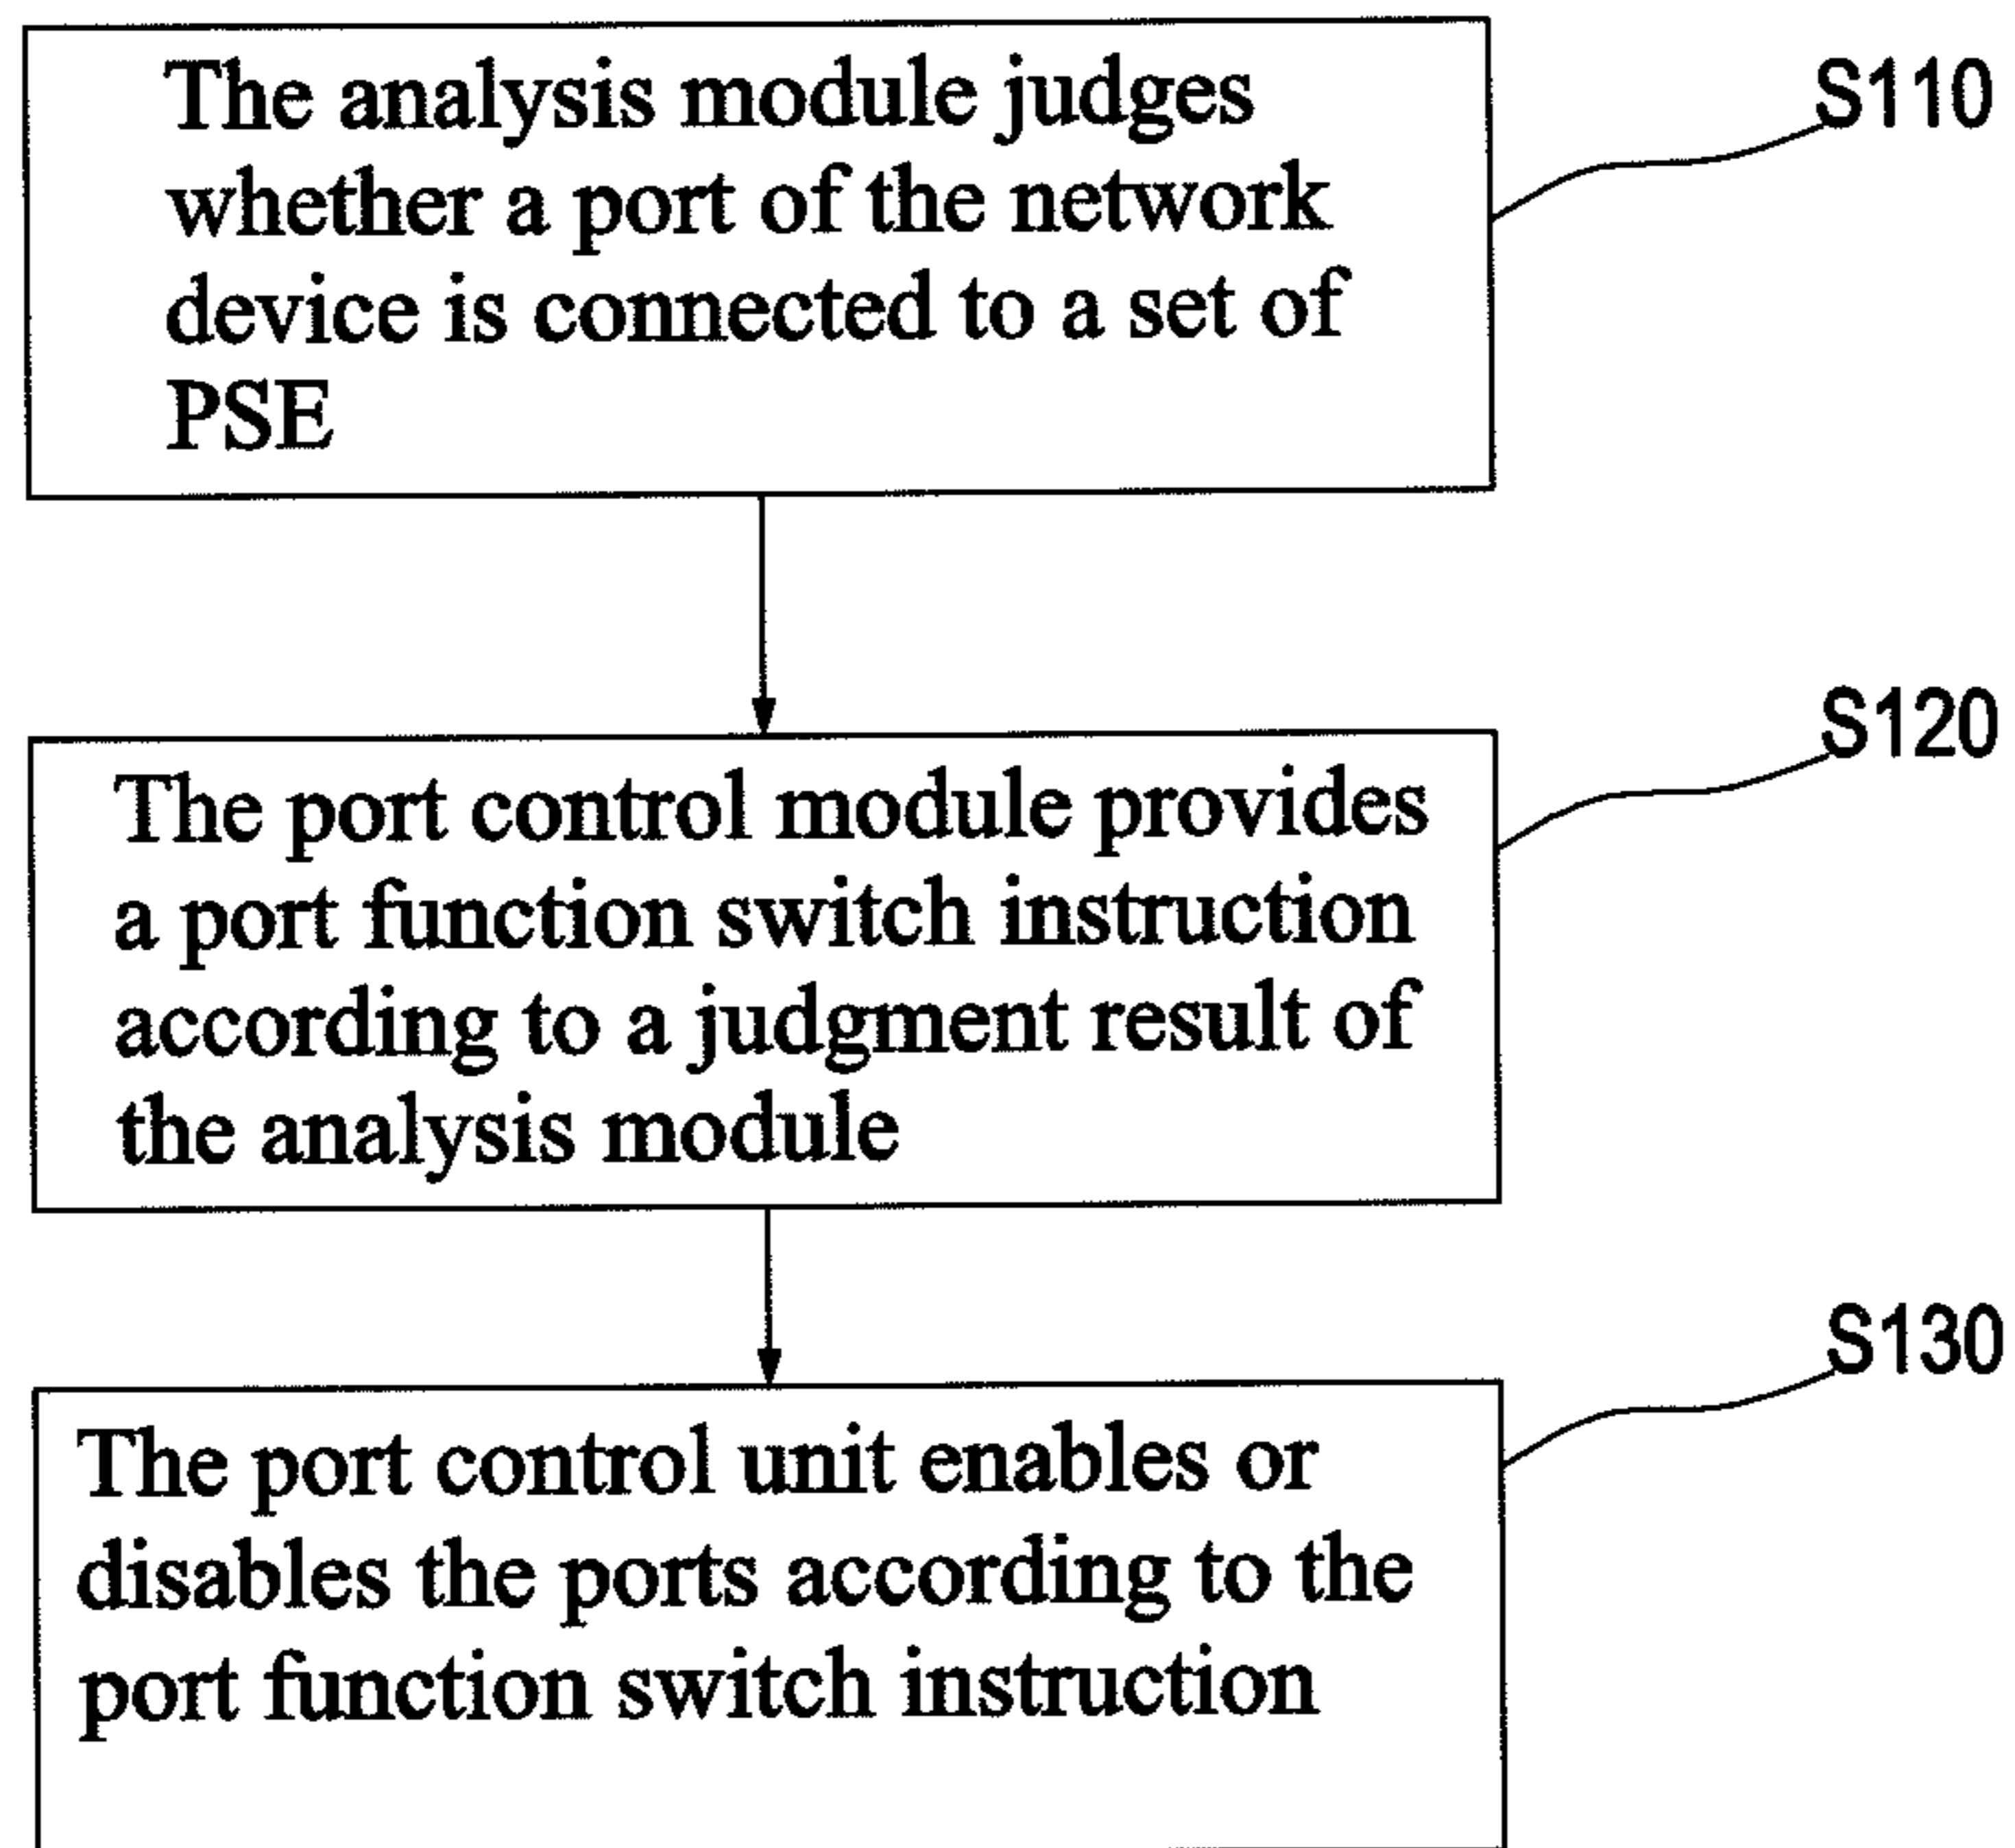 The analysis module judges
whether a port of the network
device is connected to a set of
PSE
S110
The port control module provides
a port function switch instruction
according to a judgment result of
the analysis module
S120
The port control unit enables or
disables the ports according to the
port function switch instruction
S130